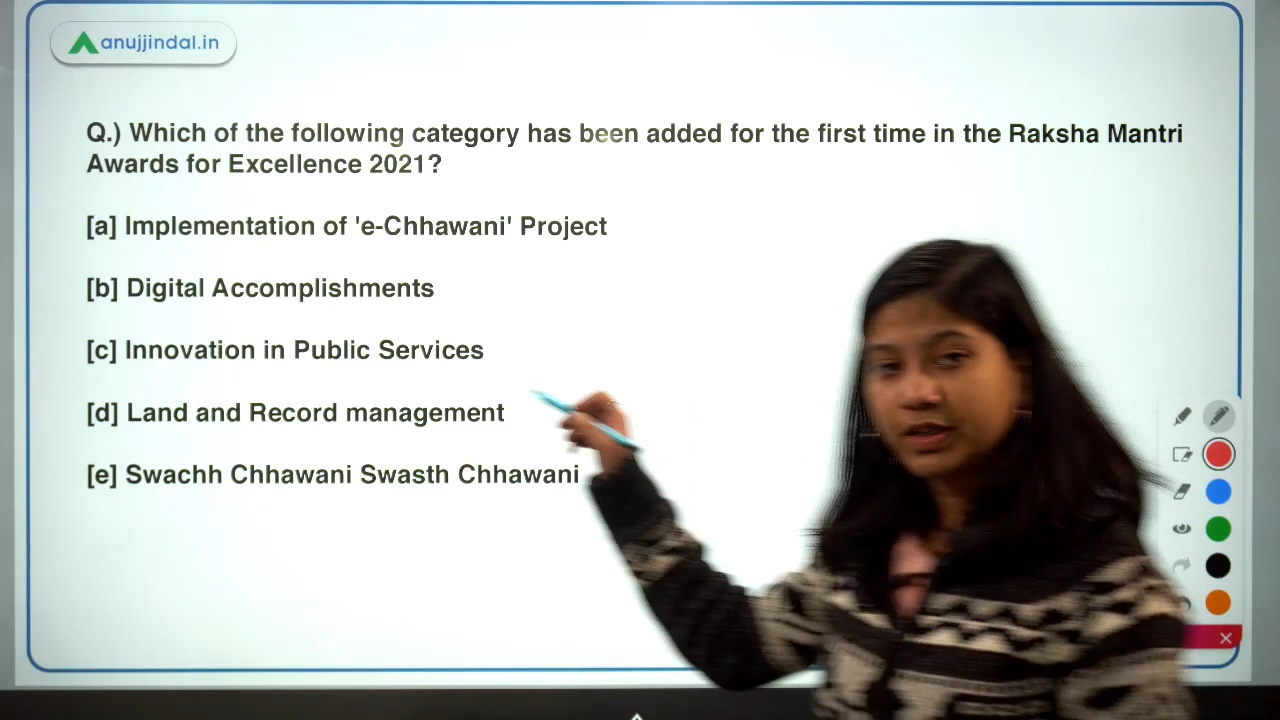 anujjindal.in
Q.) Which of the following category has been added for the first time in the Raksha Mantri
Awards for Excellence 2021?
[a] Implementation of 'e-Chhawani' Project
[b] Digital Accomplishments
[c] Innovation in Public Services
[d] Land and Record management
[e] Swachh Chhawani Swasth Chhawani